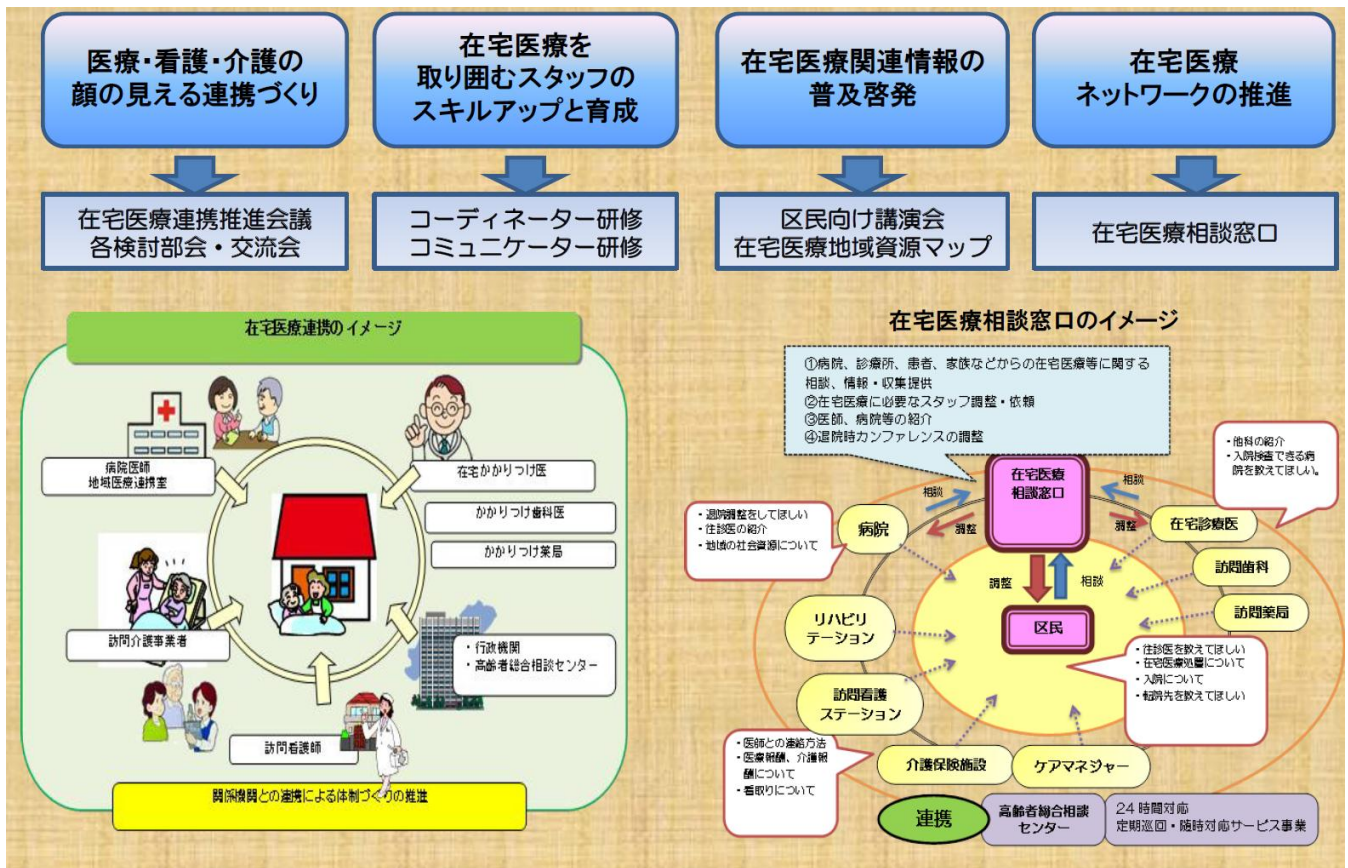 医療・看護・介護の
顔の見える連携づくり
在宅医療を
取り囲むスタッフの
スキルアップと育成
在宅医療関連情報の
普及啓発
在宅医療
ネットワークの推進
在宅医療連携推進会議
各検討部会・交流会
コーディネーター研修
コミュニケーター研修
区民向け講演会
在宅医療地域資源マップ
在宅医療相談窓口
在宅医療連携のイメージ
病院医師
地域医療連携室
在宅かかりつけ医
かかりつけ歯科医
かかりつけ薬局
訪問介護事業者
・行政機関
・高齢者総合相談センター
訪問看護師
関係機関との連携による体制づくりの推進
在宅医療相談窓口のイメージ
①病院、診療所、患者、家族などからの在宅医療等に関する
相談、情報・収集提供
②在宅医療に必要なスタッフ調整・依頼
③医師、病院等の紹介
④退院時カンファレンスの調整
・他科の紹介
・入院検査できる病
院を教えてほしい。
在宅医療
相談窓口
相談
相談
調整
調整
・退院調整をしてほしい
・往診医の紹介
・地域の社会資源について
病院
在宅診療医
訪問歯科
訪問薬局
調整
相談
区民
リハビリ
テーション
・往診医を教えてほしい
・在宅医療処置について
・入院について
・転院先を教えてほしい
訪問看護
ステーション
・医師との連絡方法
・医療報酬、介護報
酬について
・看取りについて
介護保険施設
ケアマネジャー
連携
高齢者総合相談
センター
24時間対応
定期巡回・随時対応サービス事業